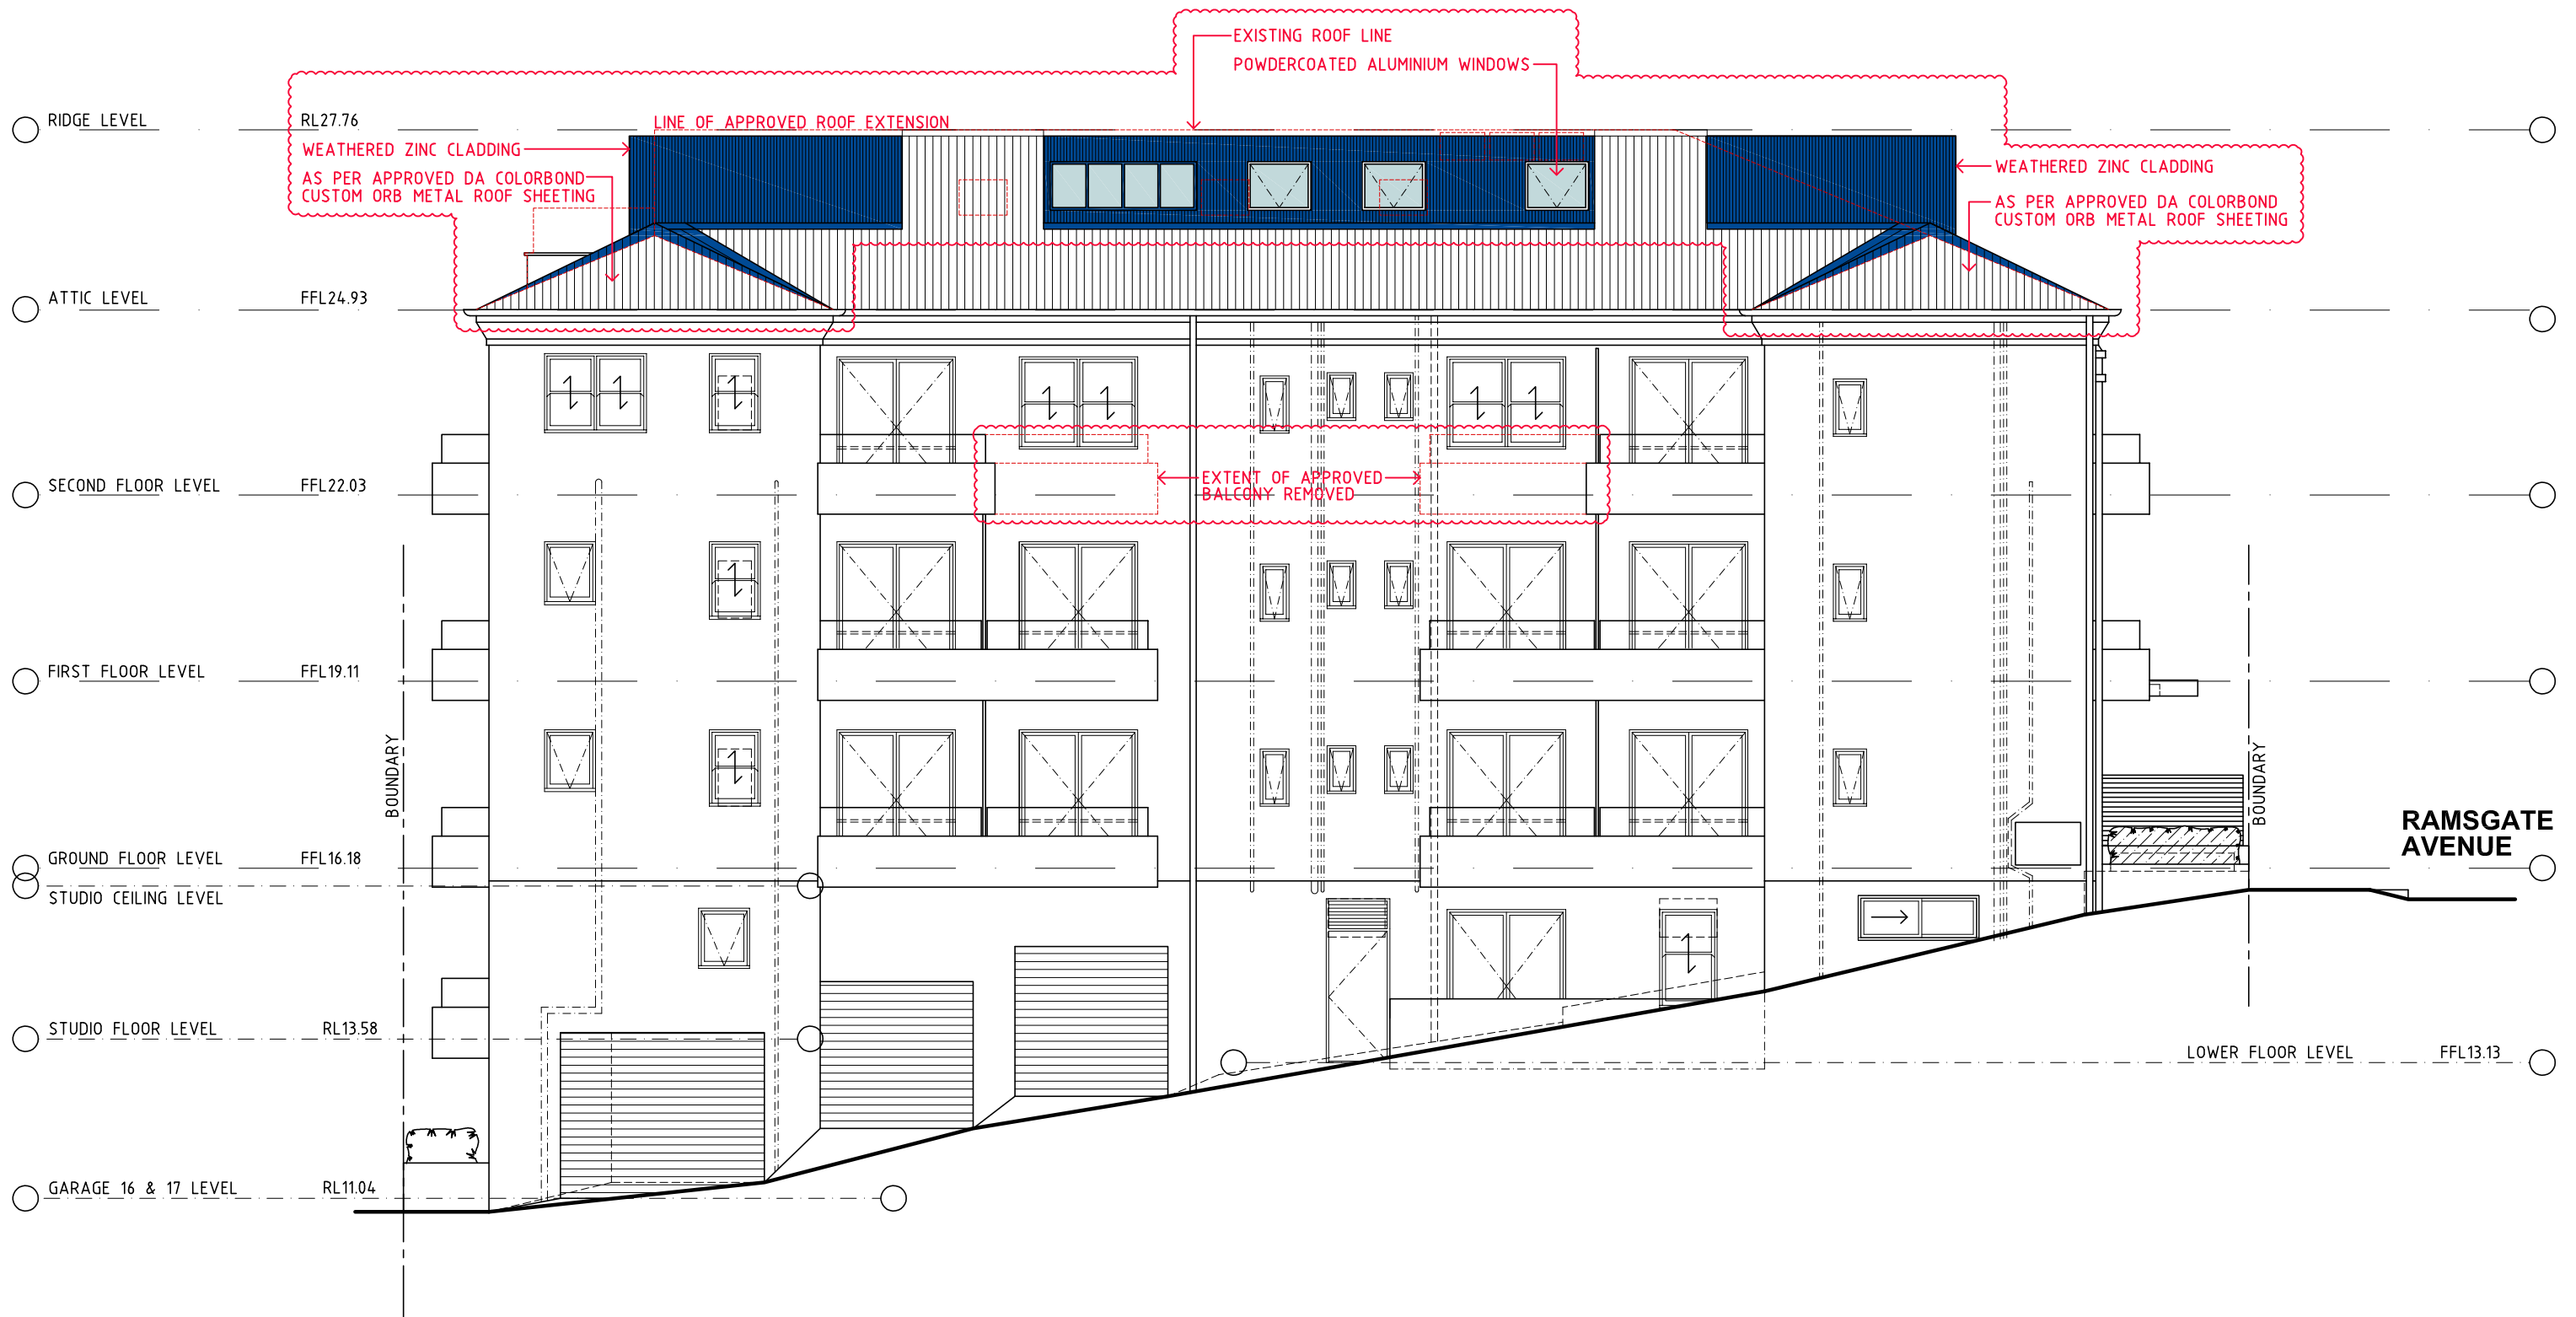 EXISTING ROOF LINE
POWDERCOATED ALUMINIUM WINDOWS
RIDGE LEVEL RL27.76
LINE OF APPROVED ROOF EXTENSION
WEATHERED ZINC CLADDING
AS PER APPROVED DA COLORBOND
CUSTOM ORB METAL ROOF SHEETING
WEATHERED ZINC CLADDING
AS PER APPROVED DA COLORBOND
CUSTOM ORB METAL ROOF SHEETING
ATTIC LEVEL FFL24.93
SECOND FLOOR LEVEL FFL22.03
EXTENT OF APPROVED
BALCONY REMOVED
FIRST FLOOR LEVEL FFL19.11
BOUNDARY
BOUNDARY
RAMSGATE
AVENUE
GROUND FLOOR LEVEL FFL16.18
STUDIO CEILING LEVEL
STUDIO FLOOR LEVEL RL13.58
LOWER FLOOR LEVEL FFL13.13
GARAGE 16 & 17 LEVEL RL11.04